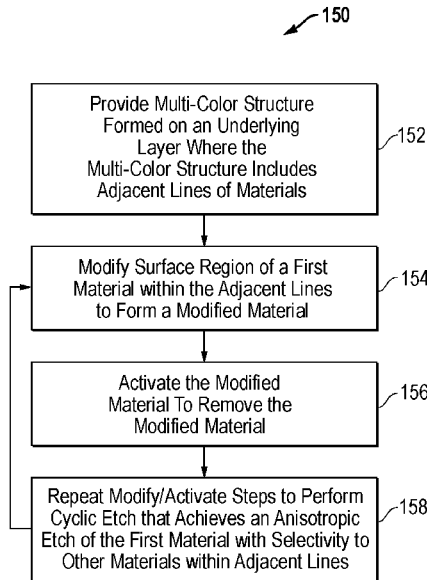 150
Provide Multi-Color Structure
Formed on an Underlying
Layer Where the
Multi-Color Structure Includes
Adjacent Lines of Materials
152
Modify Surface Region of a First
Material within the Adjacent Lines
to Form a Modified Material
154
Activate the Modified
Material To Remove the
Modified Material
156
Repeat Modify/Activate Steps to Perform
Cyclic Etch that Achieves an Anisotropic
Etch of the First Material with Selectivity to
Other Materials within Adjacent Lines
158